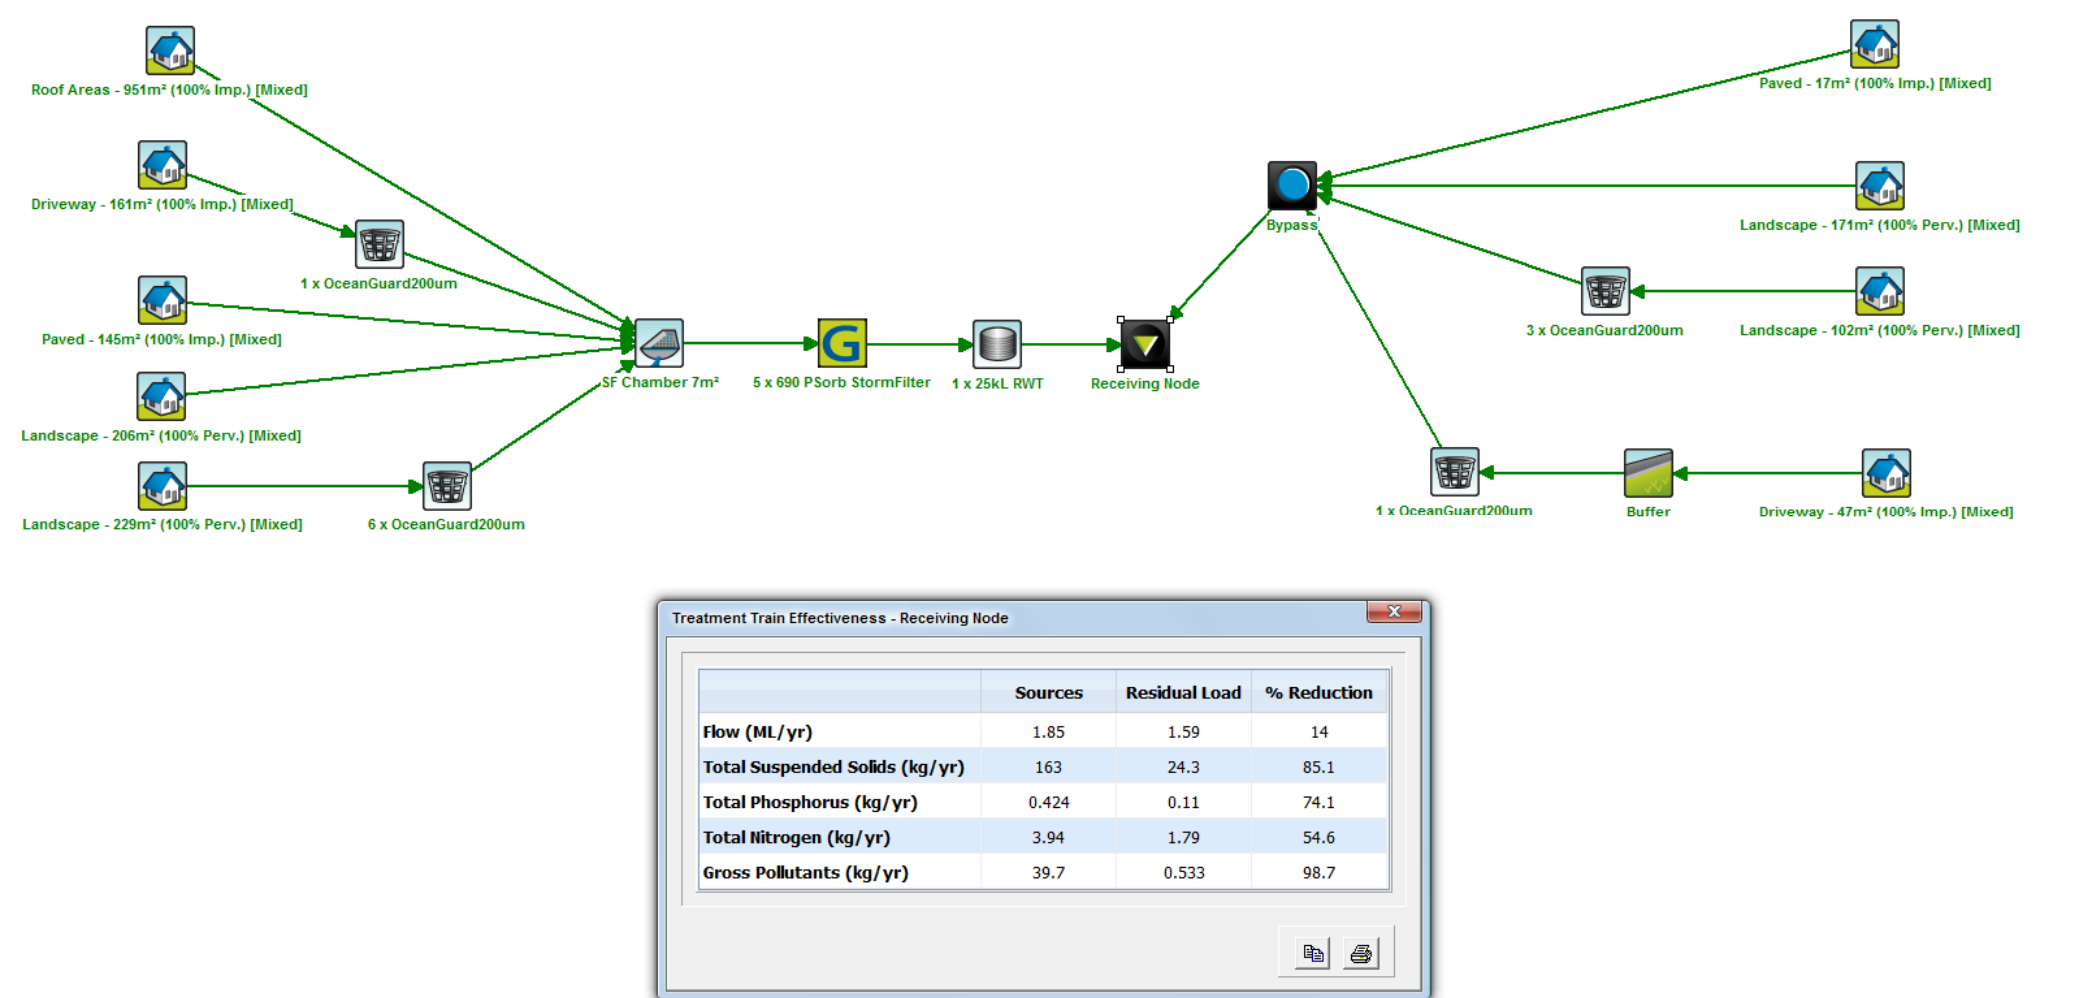 Roof Areas - 951m² (100% Imp.) [Mixed]
Driveway - 161m² (100% Imp.) [Mixed]
1 x OceanGuard200um
Paved - 145m² (100% Imp.) [Mixed]
Landscape - 206m² (100% Perv.) [Mixed]
Landscape - 229m² (100% Perv.) [Mixed]
6 x OceanGuard200um
SF Chamber 7m²
5 x 690 PSorb StormFilter
G
1 x 25kL RWT
Receiving Node
Bypass
Paved - 17m² (100% Imp.) [Mixed]
Landscape - 171m² (100% Perv.) [Mixed]
3 x OceanGuard200um
Landscape - 102m² (100% Perv.) [Mixed]
1 x OceanGuard200um
Buffer
Driveway - 47m² (100% Imp.) [Mixed]
Treatment Train Effectiveness - Receiving Node
Sources Residual Load % Reduction
Flow (ML/yr) 1.85 1.59 14
Total Suspended Solids (kg/yr) 163 24.3 85.1
Total Phosphorus (kg/yr) 0.424 0.11 74.1
Total Nitrogen (kg/yr) 3.94 1.79 54.6
Gross Pollutants (kg/yr) 39.7 0.533 98.7